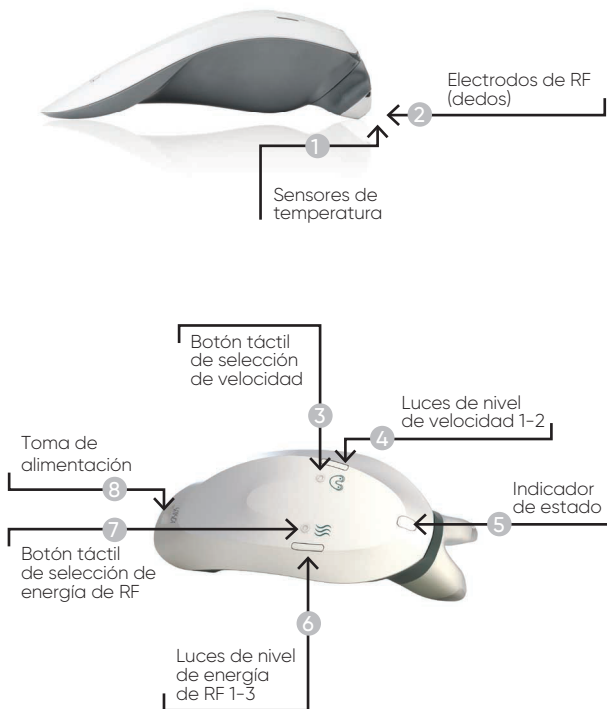 Electrodos de RF
(dedos)
2
1
Sensores de
temperatura
Botón táctil
de selección
de velocidad
3
Luces de nivel
de velocidad 1-2
4
Toma de
alimentación
8
Indicador
de estado
5
7
Botón táctil
de selección de
energía de RF
6
Luces de nivel
de energía
de RF 1-3